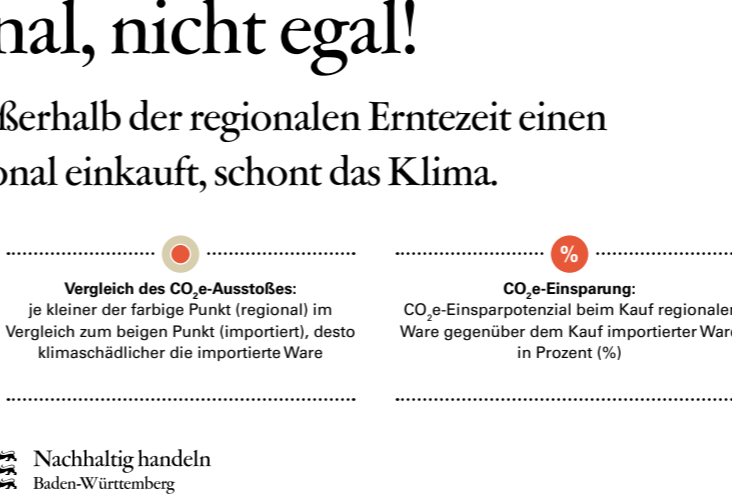 nal, nicht egal!
ßerhalb der regionalen Erntezeit einen
onal einkauft, schont das Klima.
Vergleich des CO₂e-Ausstoßes:
je kleiner der farbige Punkt (regional) im
Vergleich zum beigen Punkt (importiert), desto
klimaschädlicher die importierte Ware
%
CO₂e-Einsparung:
CO₂e-Einsparpotenzial beim Kauf regionaler
Ware gegenüber dem Kauf importierter Ware
in Prozent (%)
Nachhaltig handeln
Baden-Württemberg